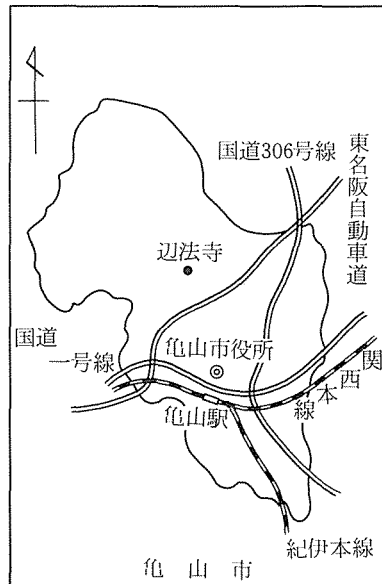 国道306号線
東名阪自動車道
辺法寺
国道
一号線
亀山市役所
関西本線
亀山駅
紀伊本線
亀山市